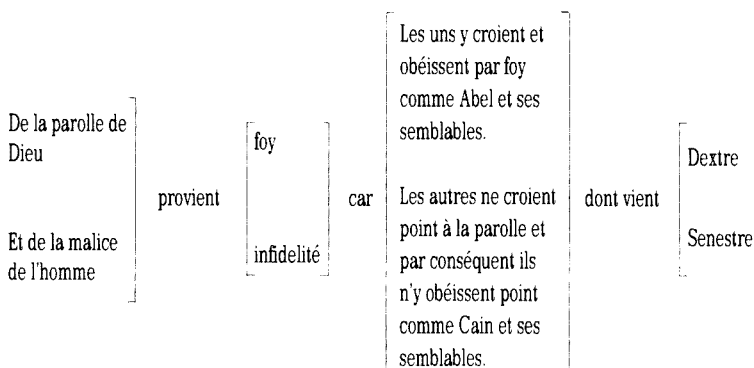 De la parolle de
Dieu
Et de la malice
de l'homme
provient
foy
infidelité
car
Les uns y croient et
obéissent par foy
comme Abel et ses
semblables.
Les autres ne croient
point à la parolle et
par conséquent ils
n'y obéissent point
comme Cain et ses
semblables.
dont vient
Dextre
Senestre